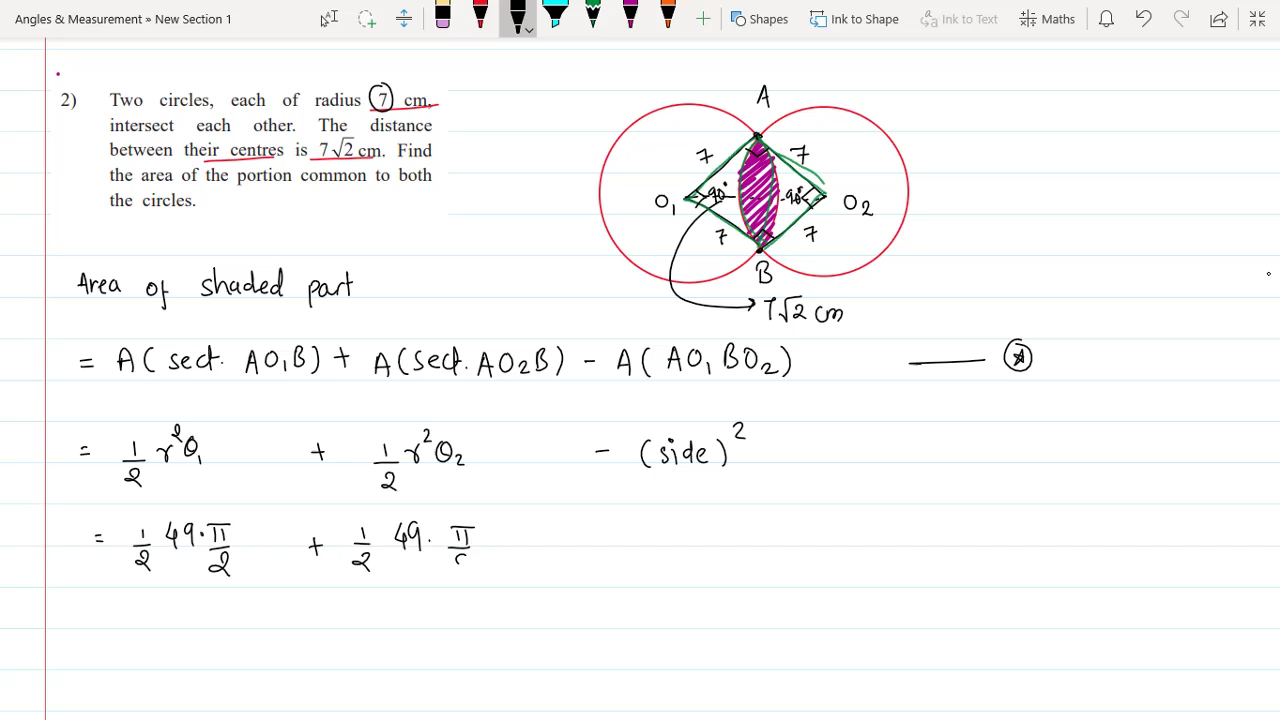 Angles & Measurement » New Section 1
Shapes
Ink to Shape
Ink to Text
Maths
2) Two circles, each of radius 7 cm,
intersect each other. The distance
between their centres is 7√2 cm. Find
the area of the portion common to both
the circles.
A
7 7
O₁ 90° 90° O₂
7 7
B
7√2 cm
Area of shaded part
= A( sect. AO₁B) + A(sect. AO2B) - A( AO₁BO₂)
= 1/2 r²θ₁ + 1/2 r²θ₂ - (side)²
= 1/2 49·π/2 + 1/2 49· π